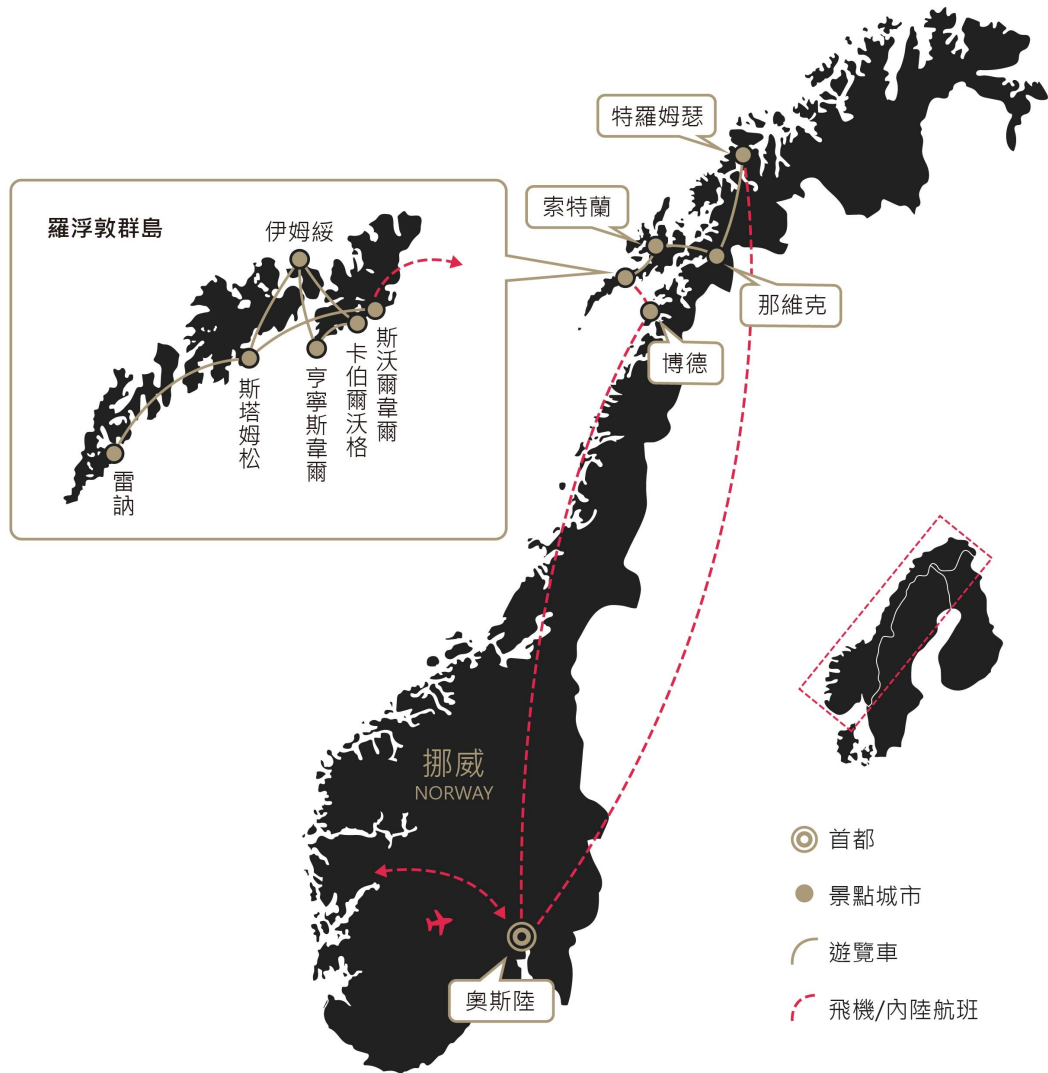 特羅姆瑟
索特蘭
那維克
博德
羅浮敦群島
伊姆綏
斯沃爾韋爾
卡伯爾沃格
亨寧斯韋爾
斯塔姆松
雷訥
挪威
NORWAY
奧斯陸
首都
景點城市
遊覽車
飛機/內陸航班